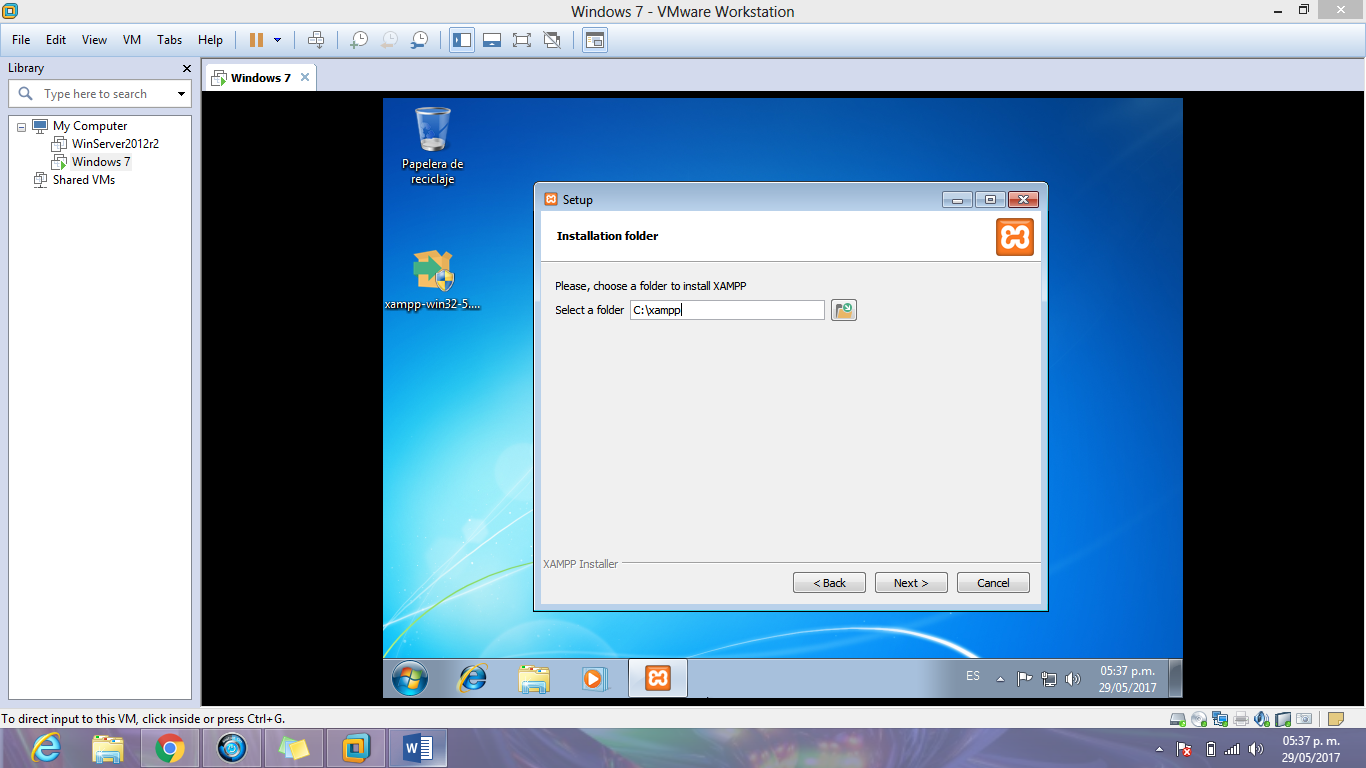 Windows 7 - VMware Workstation
File Edit View VM Tabs Help
Library
Windows 7
Type here to search
My Computer
WinServer2012r2
Windows 7
Shared VMs
Papelera de
reciclaje
xampp-win32-5....
Setup
Installation folder
Please, choose a folder to install XAMPP
Select a folder C:\xampp
XAMPP Installer
< Back Next > Cancel
ES 05:37 p.m.
29/05/2017
To direct input to this VM, click inside or press Ctrl+G.
05:37 p. m.
29/05/2017